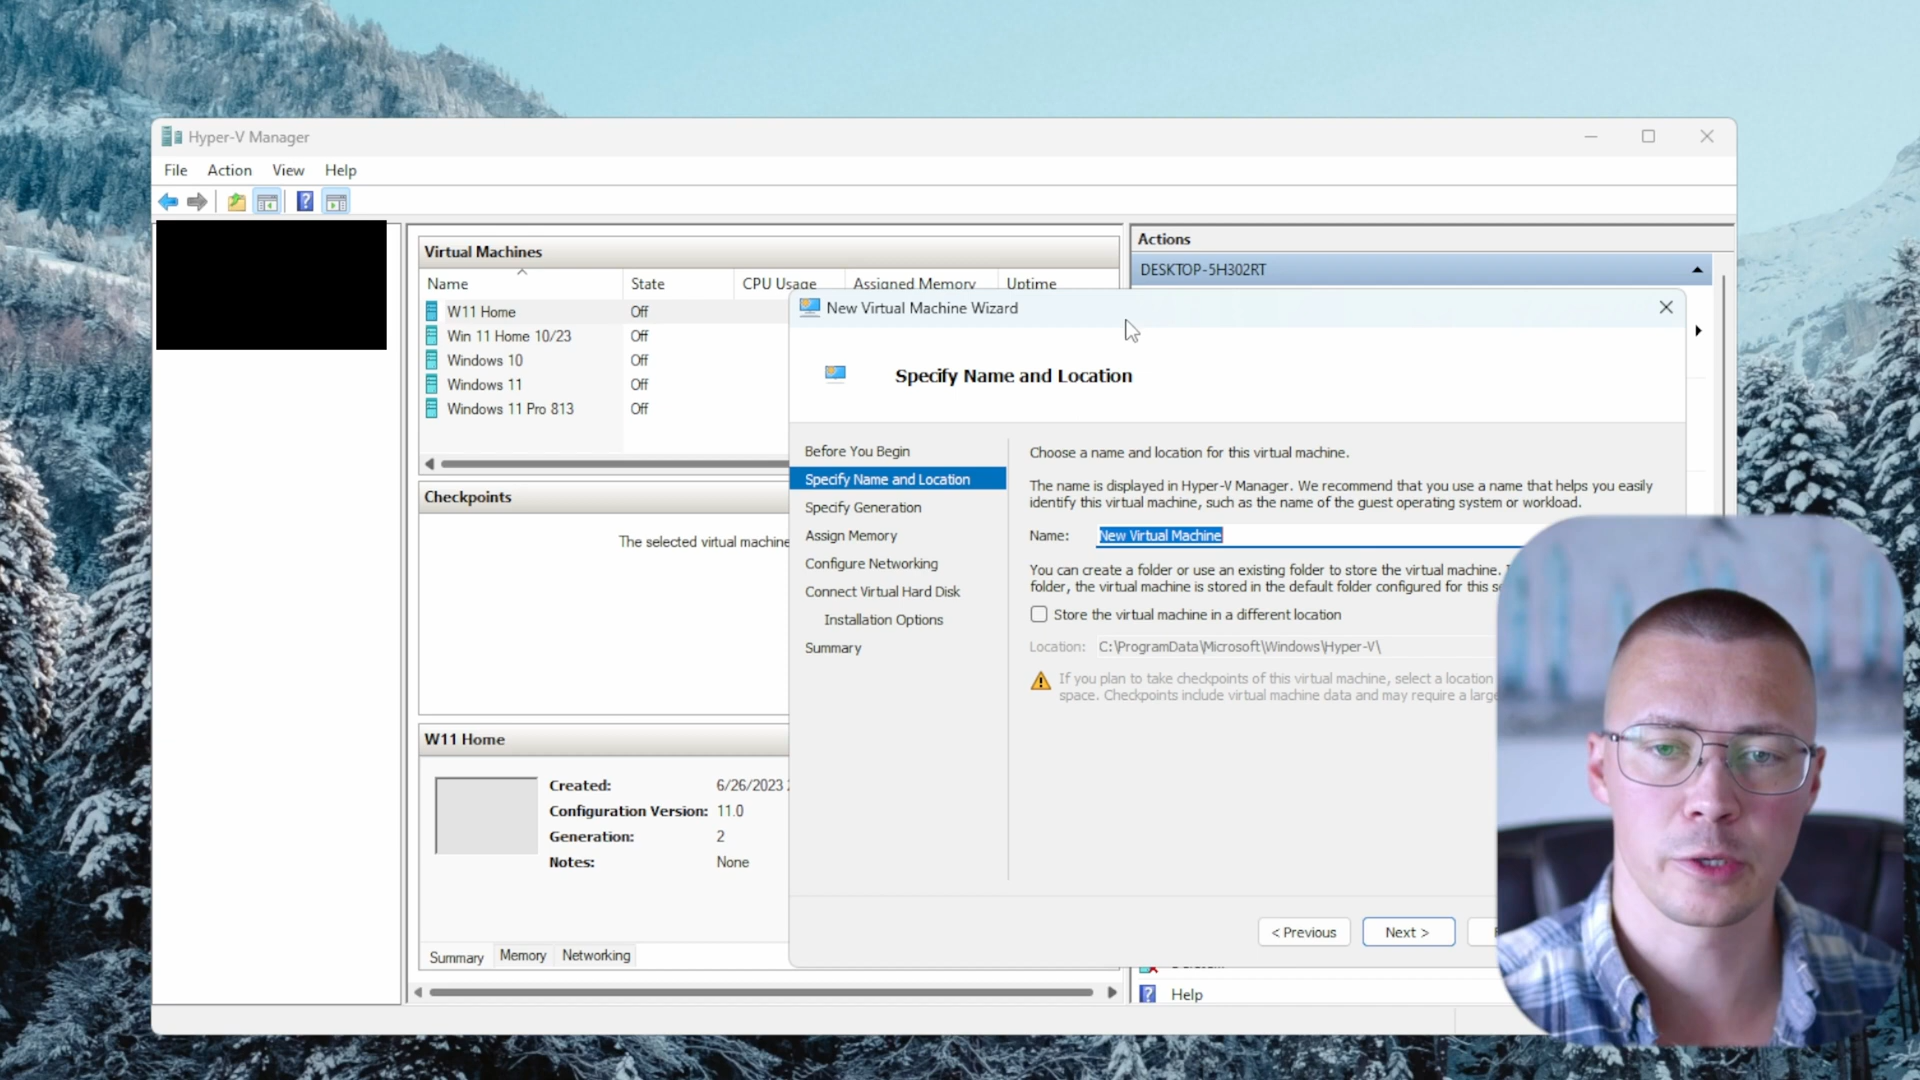 Hyper-V Manager
File Action View Help
Virtual Machines
Name State CPU Usage Assigned Memory Uptime
W11 Home Off
Win 11 Home 10/23 Off
Windows 10 Off
Windows 11 Off
Windows 11 Pro 813 Off
Checkpoints
The selected virtual machine
W11 Home
Created: 6/26/2023
Configuration Version: 11.0
Generation: 2
Notes: None
Summary Memory Networking
Actions
DESKTOP-5H302RT
Help
New Virtual Machine Wizard
Specify Name and Location
Before You Begin
Specify Name and Location
Specify Generation
Assign Memory
Configure Networking
Connect Virtual Hard Disk
Installation Options
Summary
Choose a name and location for this virtual machine.
The name is displayed in Hyper-V Manager. We recommend that you use a name that helps you easily
identify this virtual machine, such as the name of the guest operating system or workload.
Name: New Virtual Machine
You can create a folder or use an existing folder to store the virtual machine.
folder, the virtual machine is stored in the default folder configured for this
Store the virtual machine in a different location
Location: C:\ProgramData\Microsoft\Windows\Hyper-V\
If you plan to take checkpoints of this virtual machine, select a location
space. Checkpoints include virtual machine data and may require a large
< Previous Next >